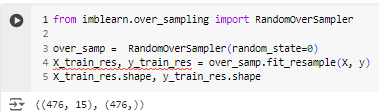 1 from imblearn.over_sampling import RandomOverSampler
2
3 over_samp =  RandomOverSampler(random_state=0)
4 X_train_res, y_train_res = over_samp.fit_resample(X, y)
5 X_train_res.shape, y_train_res.shape
((476, 15), (476,))